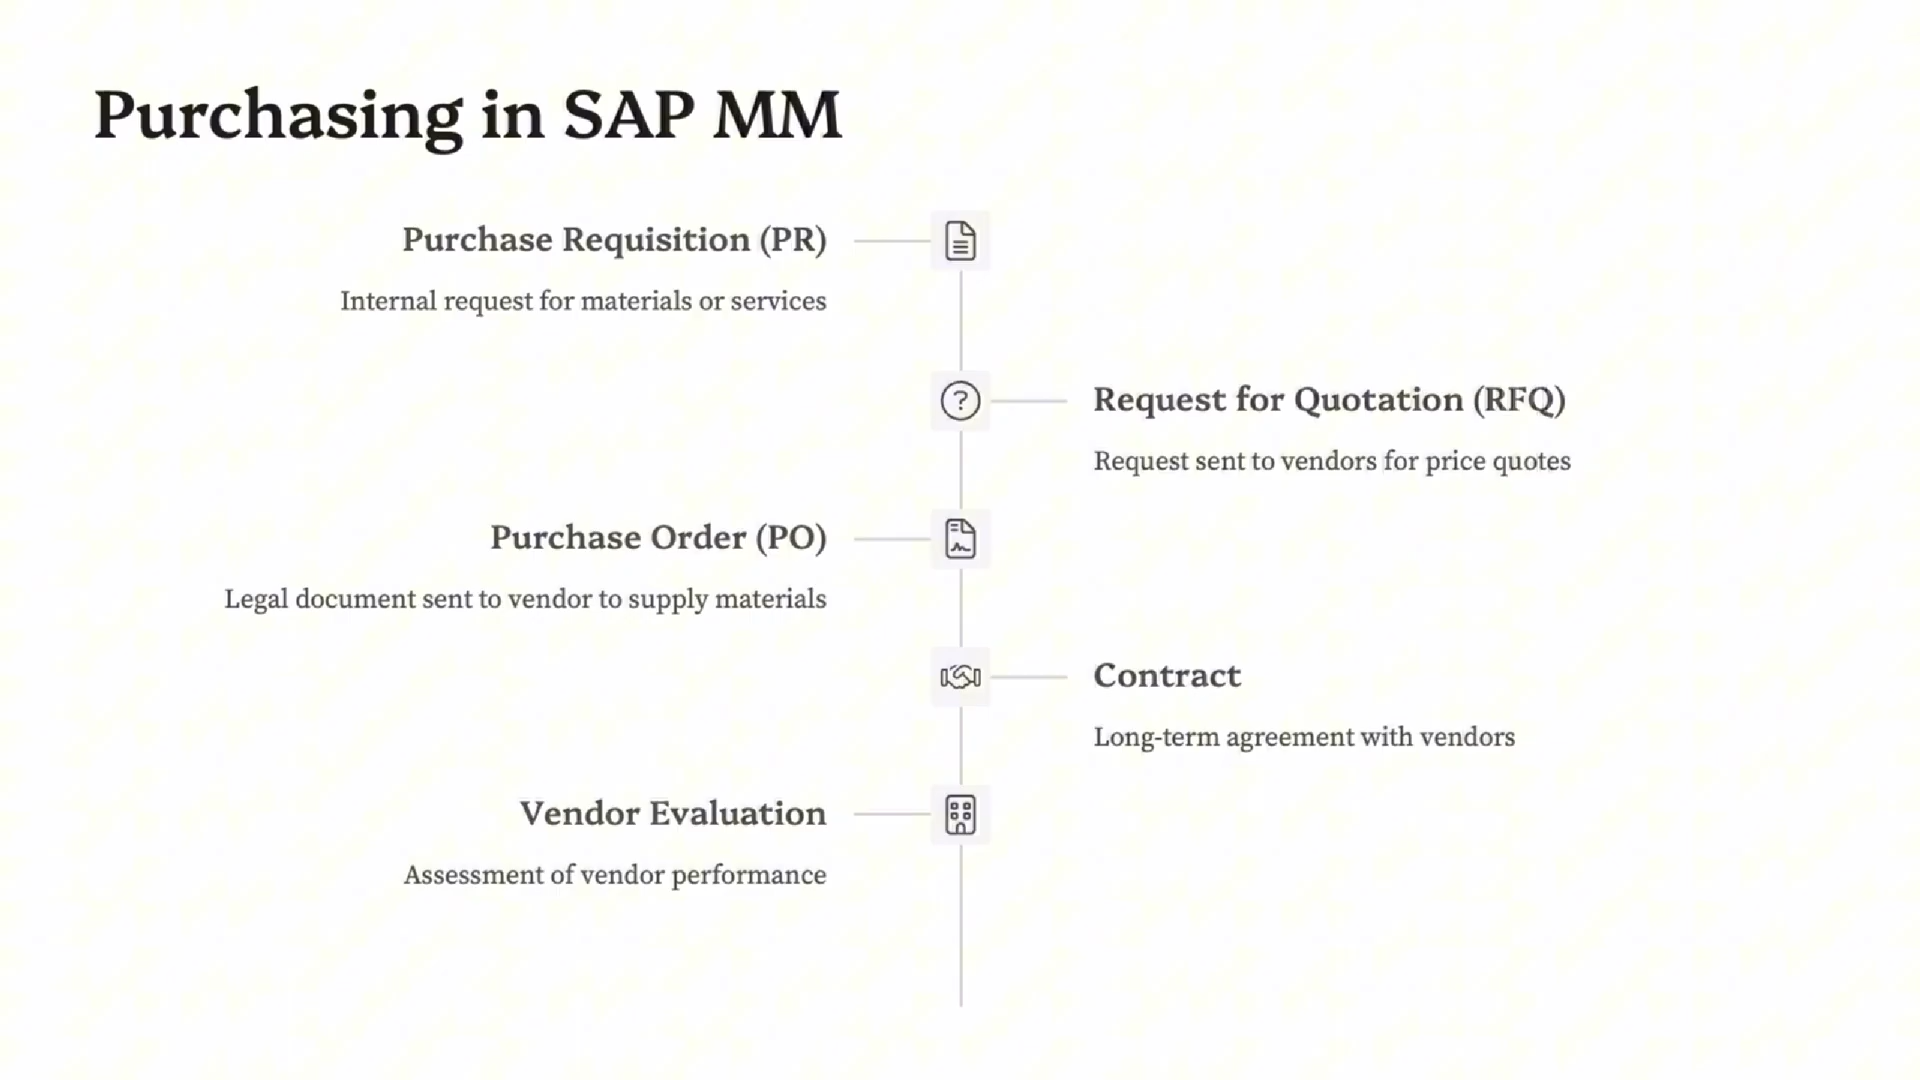 Purchasing in SAP MM
Purchase Requisition (PR)
Internal request for materials or services
Request for Quotation (RFQ)
Request sent to vendors for price quotes
Purchase Order (PO)
Legal document sent to vendor to supply materials
Contract
Long-term agreement with vendors
Vendor Evaluation
Assessment of vendor performance